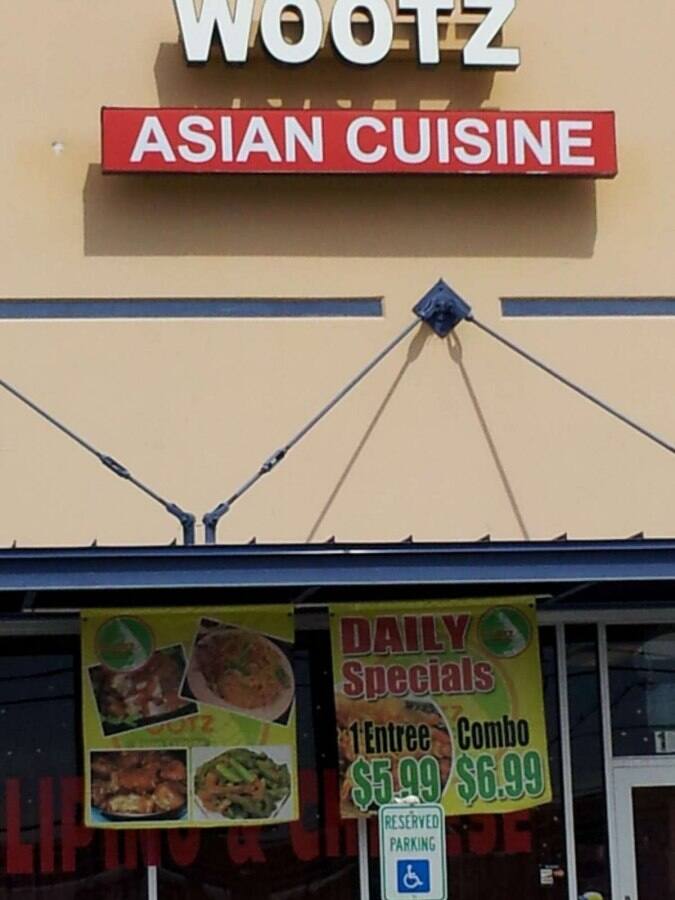 WOOTZ
ASIAN CUISINE
DAILY
Specials
1 Entree Combo
$5.99 $6.99
RESERVED
PARKING